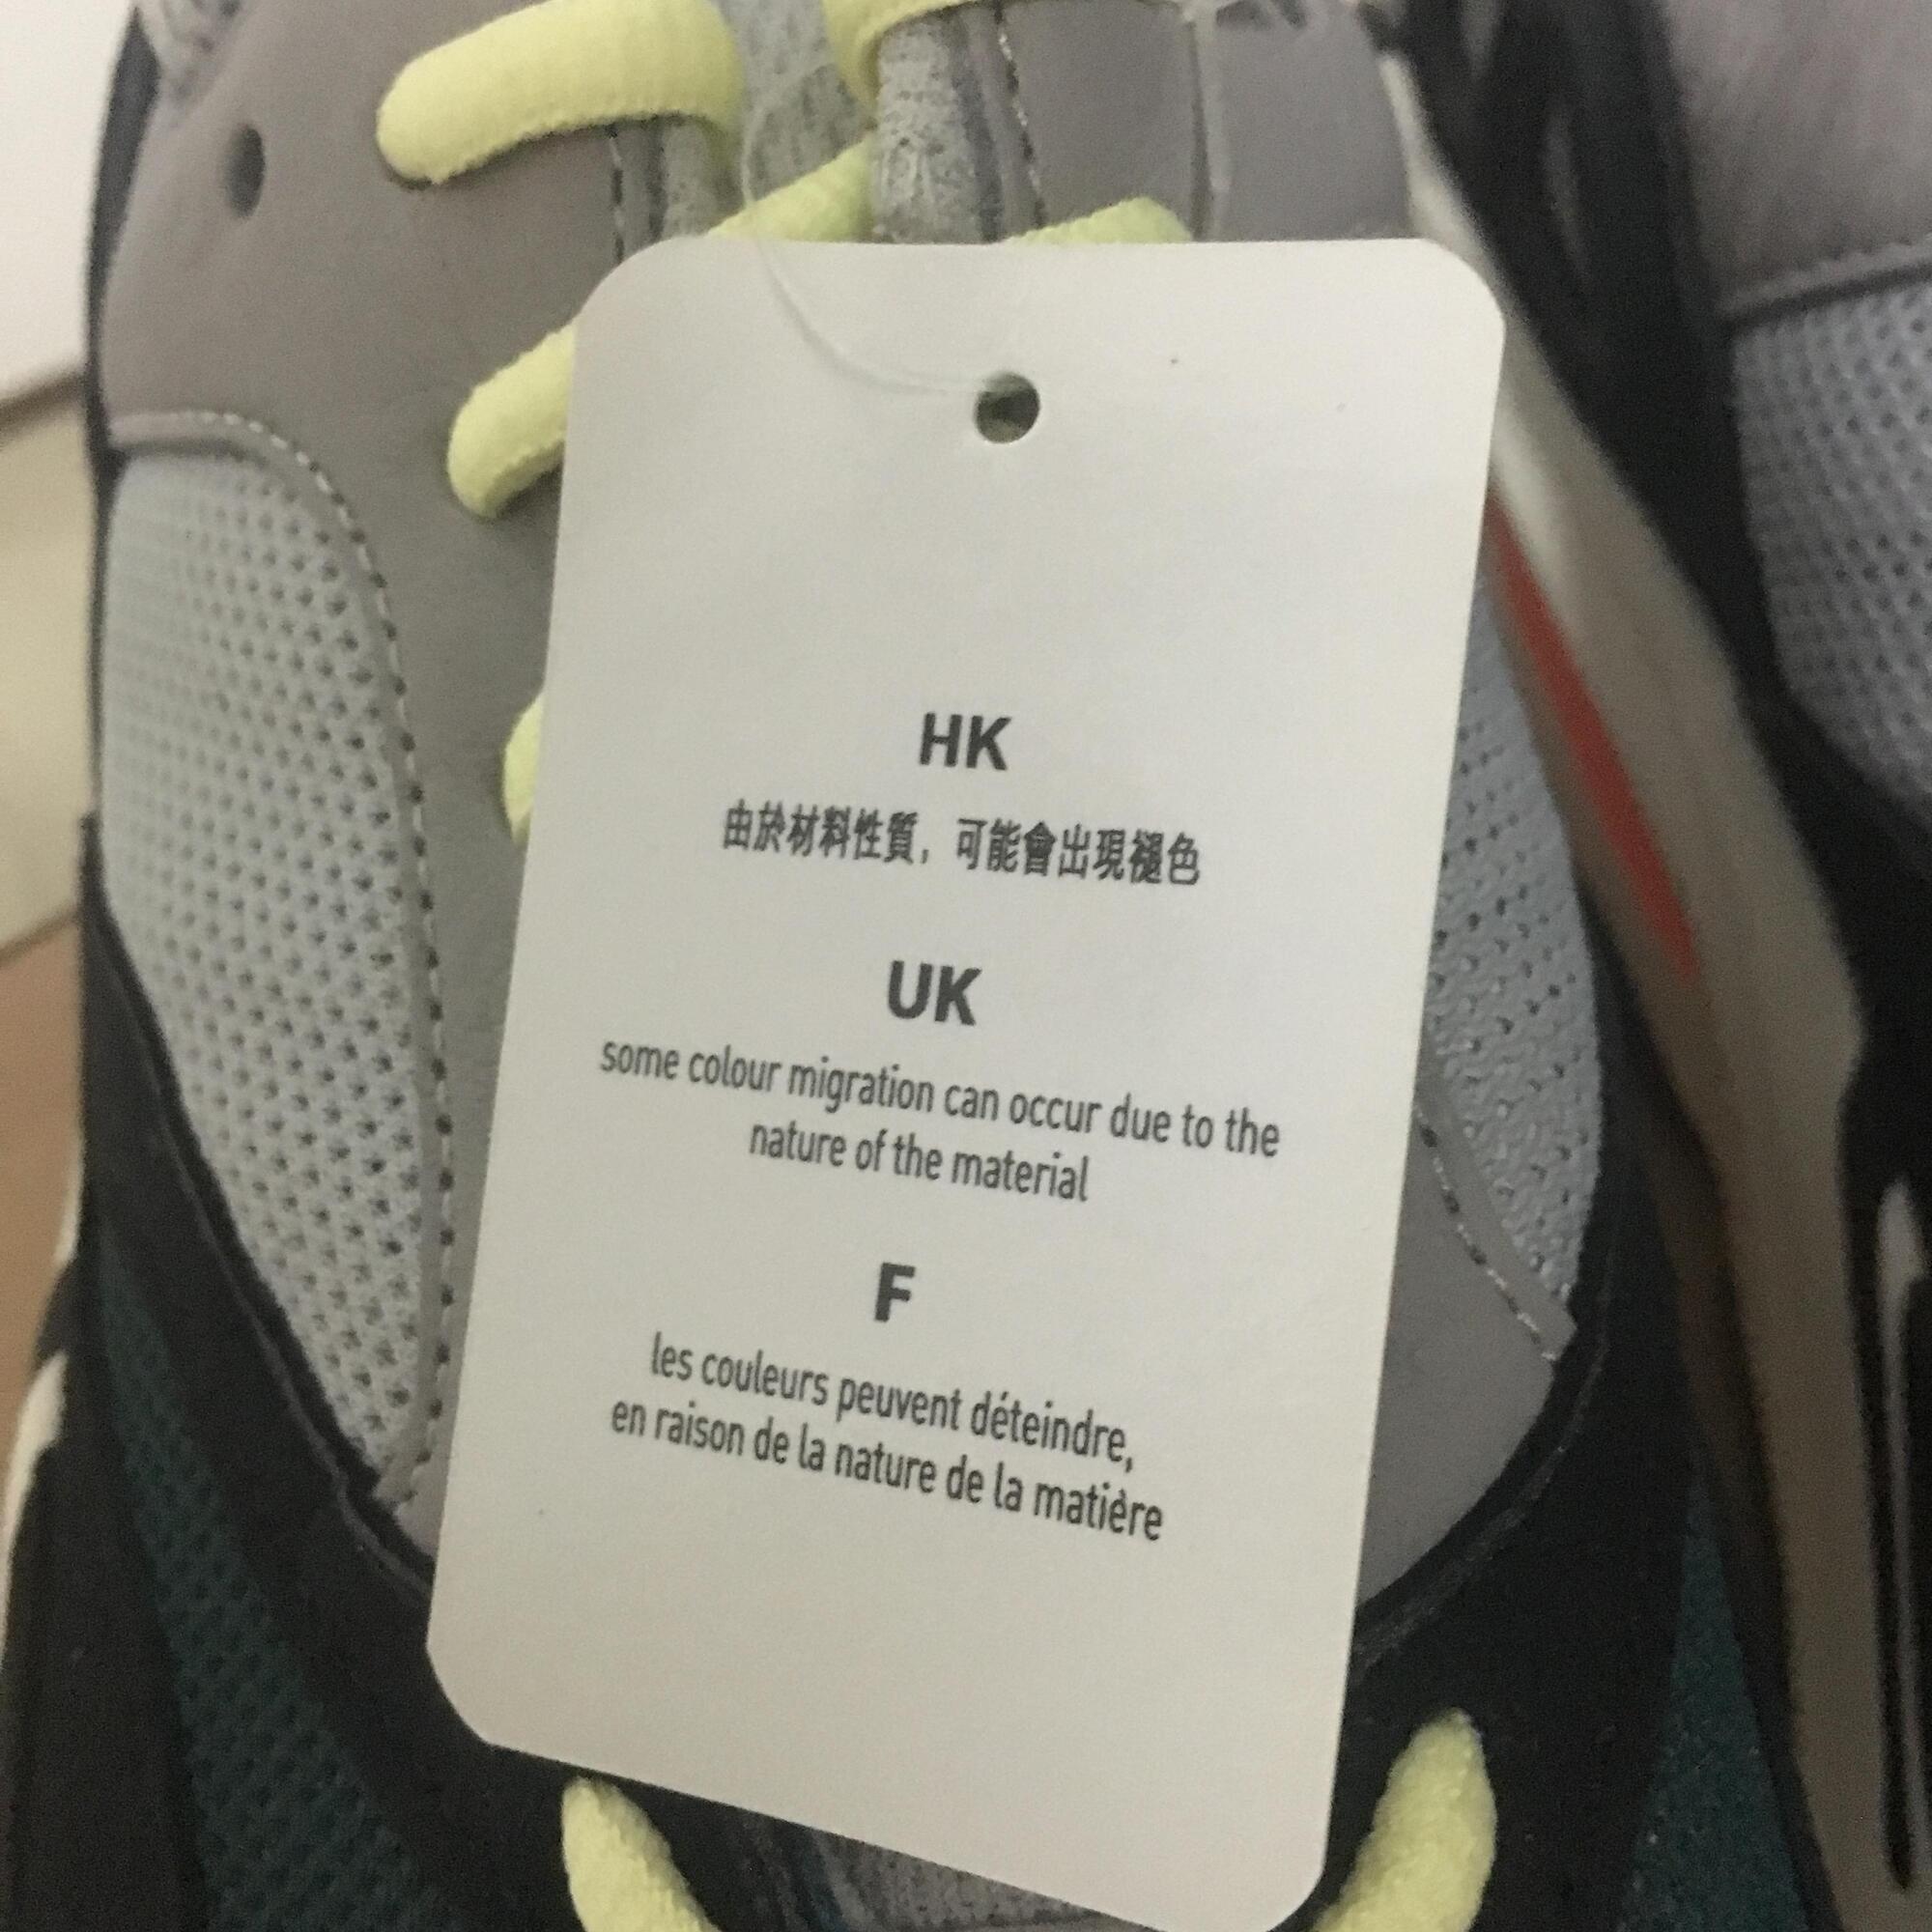 HK
由於材料性質，可能會出現褪色
UK
some colour migration can occur due to the
nature of the material
F
les couleurs peuvent déteindre,
en raison de la nature de la matière